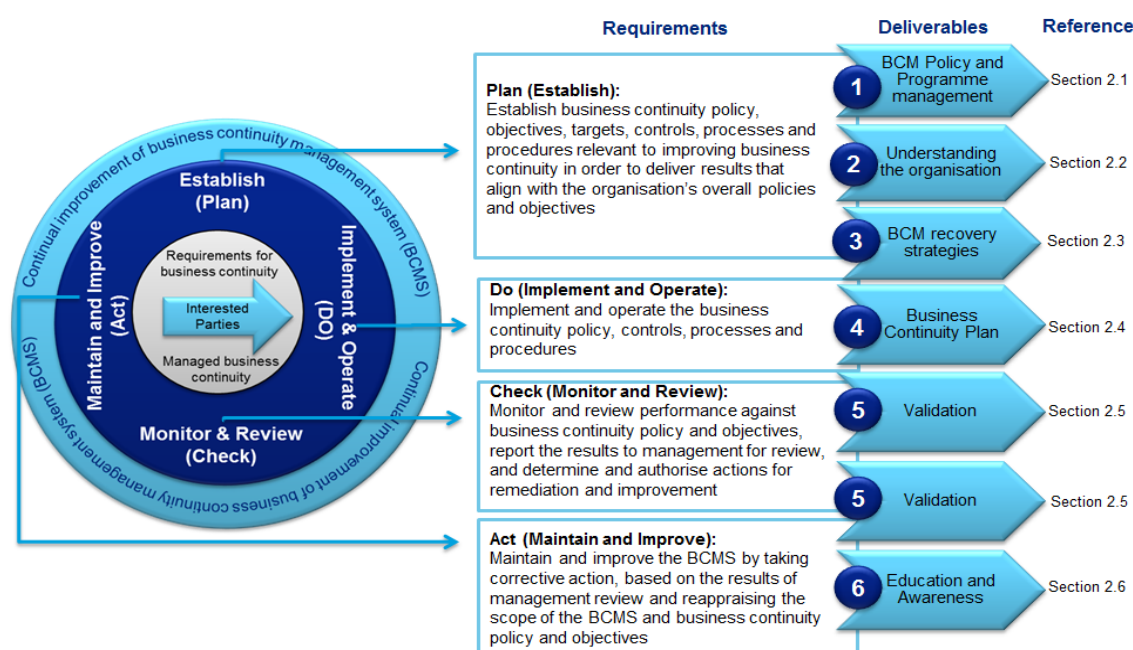 Requirements
Deliverables
Reference
Continual improvement of business continuity management system (BCMS)
Continual improvement of business continuity management system (BCMS)
Establish
(Plan)
Implement & Operate
(DO)
Monitor & Review
(Check)
Maintain and Improve
(Act)
Requirements for
business continuity
Interested
Parties
Managed business
continuity
Plan (Establish):
Establish business continuity policy,
objectives, targets, controls, processes and
procedures relevant to improving business
continuity in order to deliver results that
align with the organisation's overall policies
and objectives
Do (Implement and Operate):
Implement and operate the business
continuity policy, controls, processes and
procedures
Check (Monitor and Review):
Monitor and review performance against
business continuity policy and objectives,
report the results to management for review,
and determine and authorise actions for
remediation and improvement
Act (Maintain and Improve):
Maintain and improve the BCMS by taking
corrective action, based on the results of
management review and reappraising the
scope of the BCMS and business continuity
policy and objectives
1
BCM Policy and
Programme
management
Section 2.1
2
Understanding
the organisation
Section 2.2
3
BCM recovery
strategies
Section 2.3
4
Business
Continuity Plan
Section 2.4
5
Validation
Section 2.5
5
Validation
Section 2.5
6
Education and
Awareness
Section 2.6